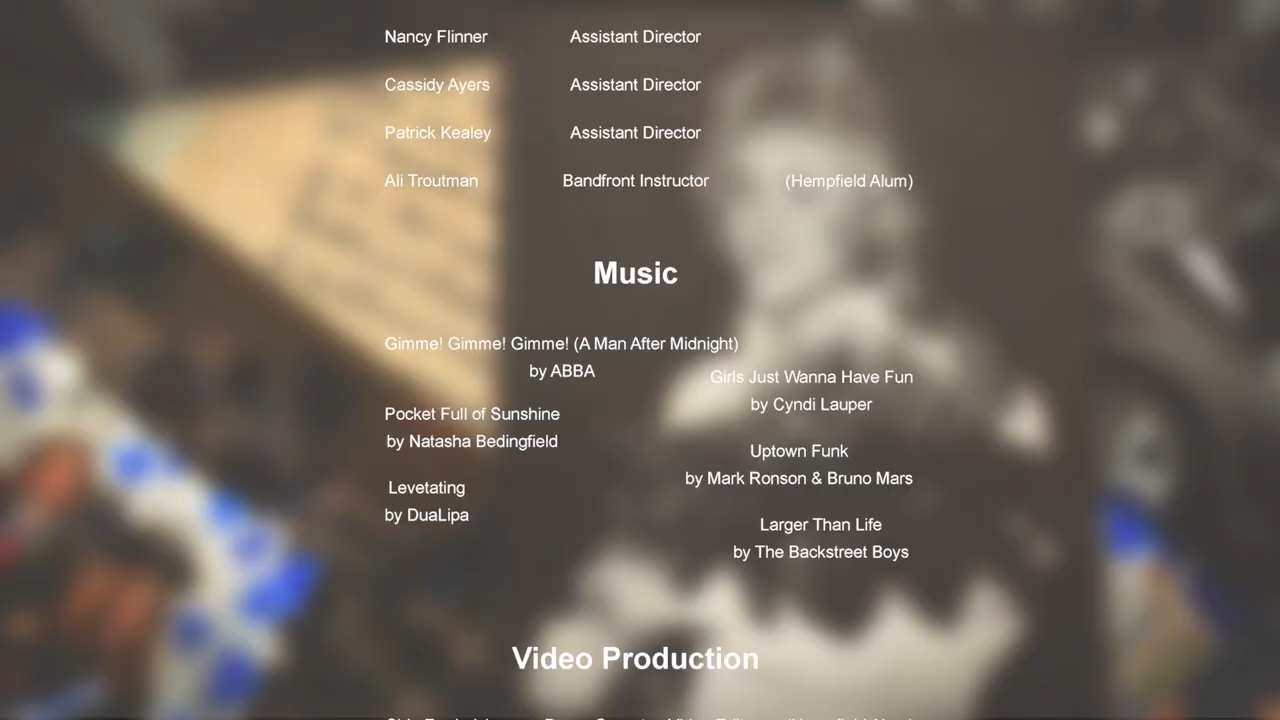 Nancy Flinner Assistant Director
Cassidy Ayers Assistant Director
Patrick Kealey Assistant Director
Ali Troutman Bandfront Instructor (Hempfield Alum)
Music
Gimme! Gimme! Gimme! (A Man After Midnight)
by ABBA
Pocket Full of Sunshine
by Natasha Bedingfield
Levetating
by DuaLipa
Girls Just Wanna Have Fun
by Cyndi Lauper
Uptown Funk
by Mark Ronson & Bruno Mars
Larger Than Life
by The Backstreet Boys
Video Production